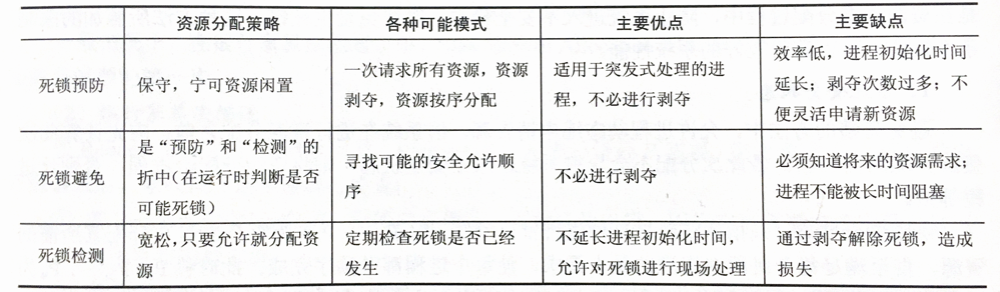 资源分配策略 各种可能模式 主要优点 主要缺点
死锁预防
保守，宁可资源闲置
一次请求所有资源，资源
剥夺，资源按序分配
适用于突发式处理的进
程，不必进行剥夺
效率低，进程初始化时间
延长；剥夺次数过多；不
便灵活申请新资源
死锁避免
是“预防”和“检测”的
折中（在运行时判断是否
可能死锁）
寻找可能的安全允许顺
序
不必进行剥夺
必须知道将来的资源需求；
进程不能被长时间阻塞
死锁检测
宽松，只要允许就分配资
源
定期检查死锁是否已经
发生
不延长进程初始化时间，
允许对死锁进行现场处理
通过剥夺解除死锁，造成
损失